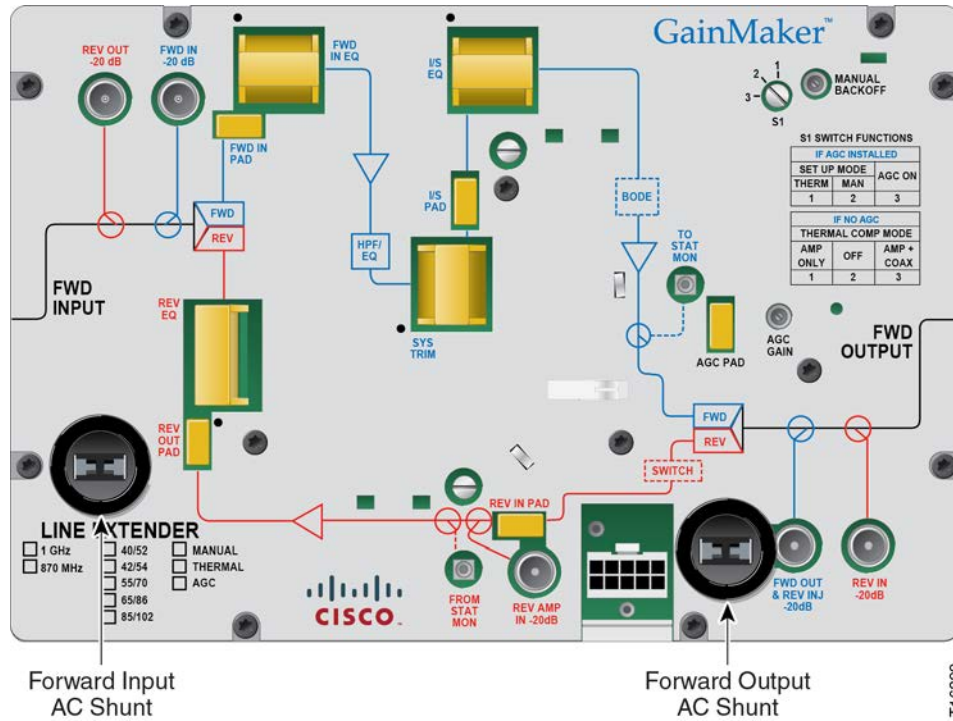 GainMaker™
REV OUT
-20 dB
FWD IN
-20 dB
FWD
IN EQ
I/S
EQ
1
2
3
S1
MANUAL
BACKOFF
FWD IN
PAD
I/S
PAD
S1 SWITCH FUNCTIONS
IF AGC INSTALLED
SET UP MODE
AGC ON
THERM
MAN
1
2
3
IF NO AGC
THERMAL COMP MODE
AMP
ONLY
OFF
AMP +
COAX
1
2
3
BODE
FWD
REV
HPF/
EQ
TO
STAT
MON
FWD
INPUT
REV
EQ
SYS
TRIM
AGC PAD
AGC
GAIN
FWD
OUTPUT
FWD
REV
REV
OUT
PAD
SWITCH
REV IN PAD
LINE EXTENDER
1 GHz
870 MHz
40/52
42/54
55/70
65/86
85/102
MANUAL
THERMAL
AGC
CISCO
FROM
STAT
MON
REV AMP
IN -20dB
FWD OUT
& REV INJ
-20dB
REV IN
-20dB
Forward Input
AC Shunt
Forward Output
AC Shunt